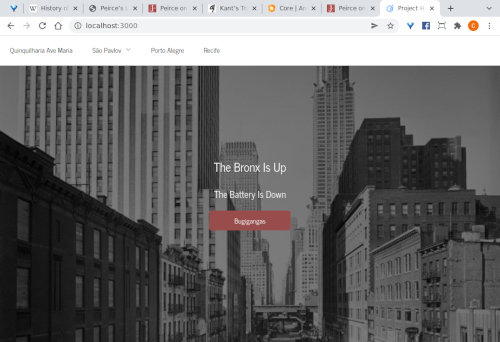 History o
Peirce's L
Peirce on
Kant's Tr
Core | An
Peirce on
Project H
localhost:3000
C
Quinquilharia Ave Maria
São Pavlov
Porto Alegre
Recife
The Bronx Is Up
The Battery Is Down
Bugigangas